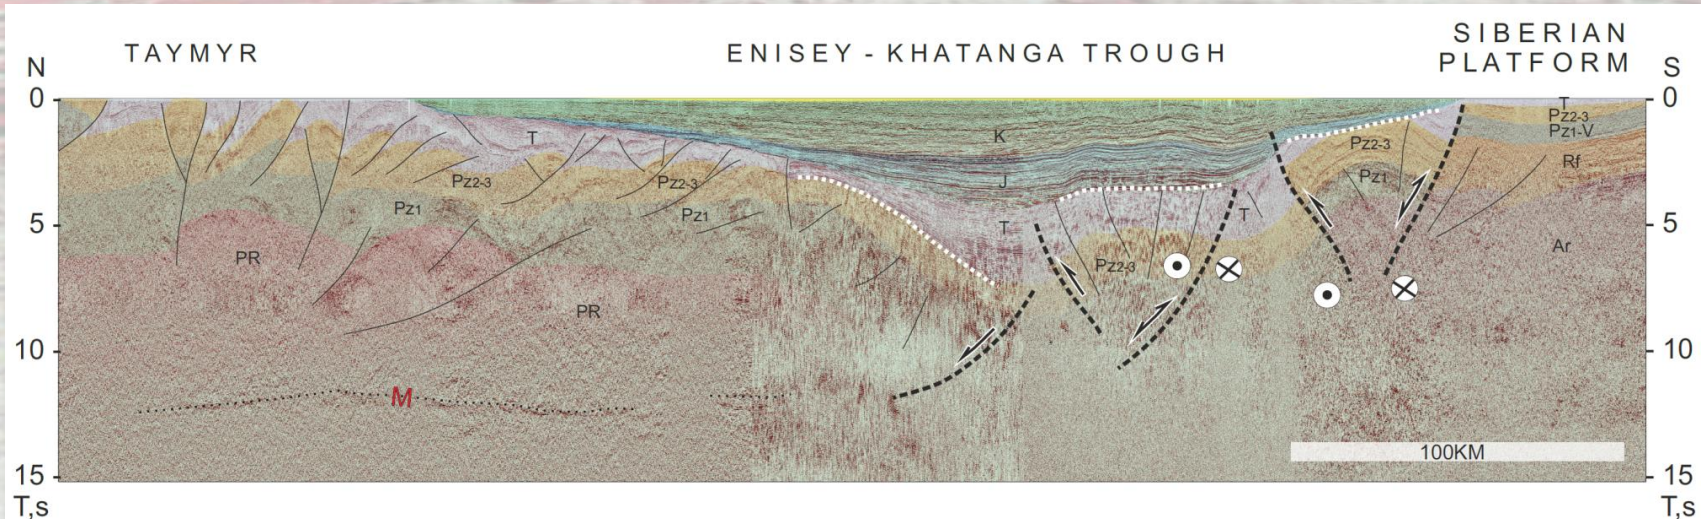 TAYMYR
ENISEY - KHATANGA TROUGH
SIBERIAN
PLATFORM
N
S
0
0
T
K
T
Pz2-3
Pz1-V
Pz2-3
Rf
Pz2-3
Pz2-3
J
Pz1
Pz1
Pz1
5
5
T
T
Ar
PR
Pz2-3
PR
10
10
M
100KM
15
15
T,s
T,s